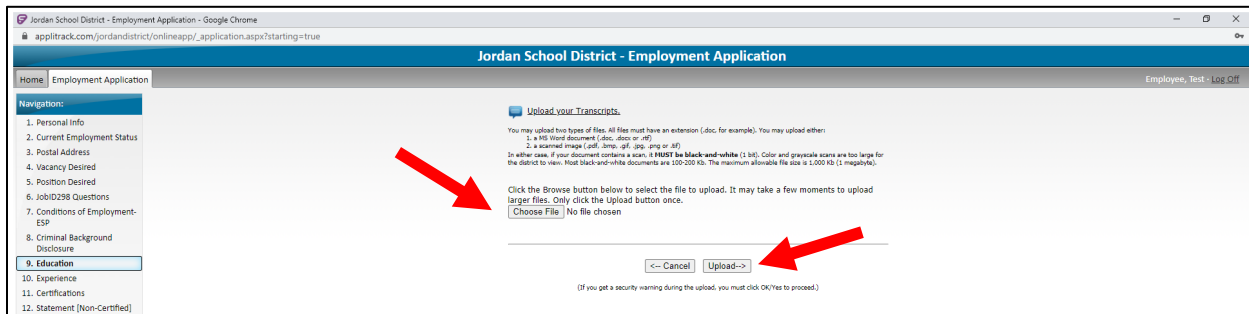 Jordan School District - Employment Application - Google Chrome
applitrack.com/jordandistrict/onlineapp/_application.aspx?starting=true
Jordan School District - Employment Application
Home Employment Application
Employee, Test - Log Off
Navigation:
1. Personal Info
2. Current Employment Status
3. Postal Address
4. Vacancy Desired
5. Position Desired
6. JobID298 Questions
7. Conditions of Employment-
ESP
8. Criminal Background
Disclosure
9. Education
10. Experience
11. Certifications
12. Statement [Non-Certified]
Upload your Transcripts.
You may upload two types of files. All files must have an extension (.doc, for example). You may upload either:
1. a MS Word document (.doc, .docx or .rtf)
2. a scanned image (.pdf, .bmp, .gif, .jpg, .png or .tif)
In either case, if your document contains a scan, it MUST be black-and-white (1 bit). Color and grayscale scans are too large for
the district to view. Most black-and-white documents are 100-200 Kb. The maximum allowable file size is 1,000 Kb (1 megabyte).
Click the Browse button below to select the file to upload. It may take a few moments to upload
larger files. Only click the Upload button once.
Choose File No file chosen
<-- Cancel Upload-->
(If you get a security warning during the upload, you must click OK/Yes to proceed.)